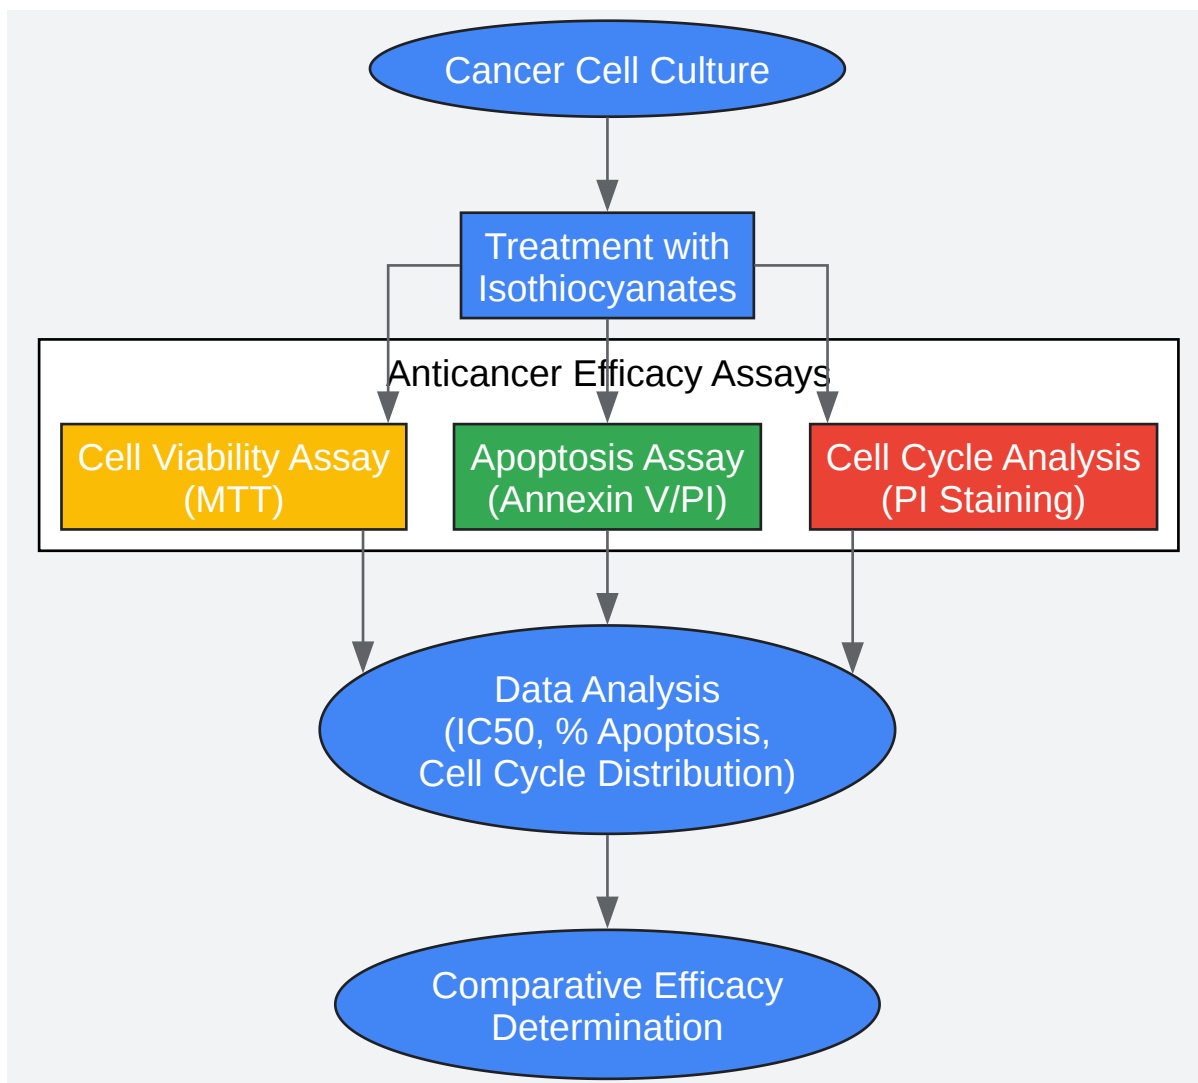 Cancer Cell Culture
Treatment with
Isothiocyanates
Anticancer Efficacy Assays
Cell Viability Assay
(MTT)
Apoptosis Assay
(Annexin V/PI)
Cell Cycle Analysis
(PI Staining)
Data Analysis
(IC50, % Apoptosis,
Cell Cycle Distribution)
Comparative Efficacy
Determination